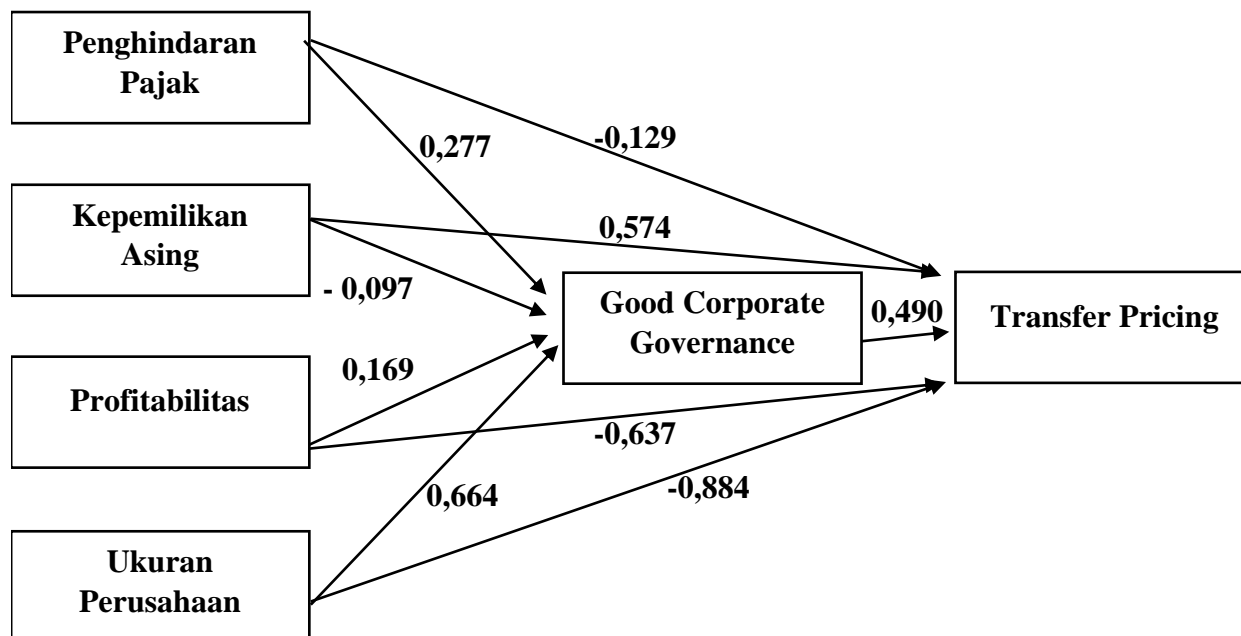 Penghindaran
Pajak
-0,129
0,277
Kepemilikan
Asing
0,574
- 0,097
Good Corporate
Governance
0,490
Transfer Pricing
0,169
Profitabilitas
-0,637
-0,884
0,664
Ukuran
Perusahaan